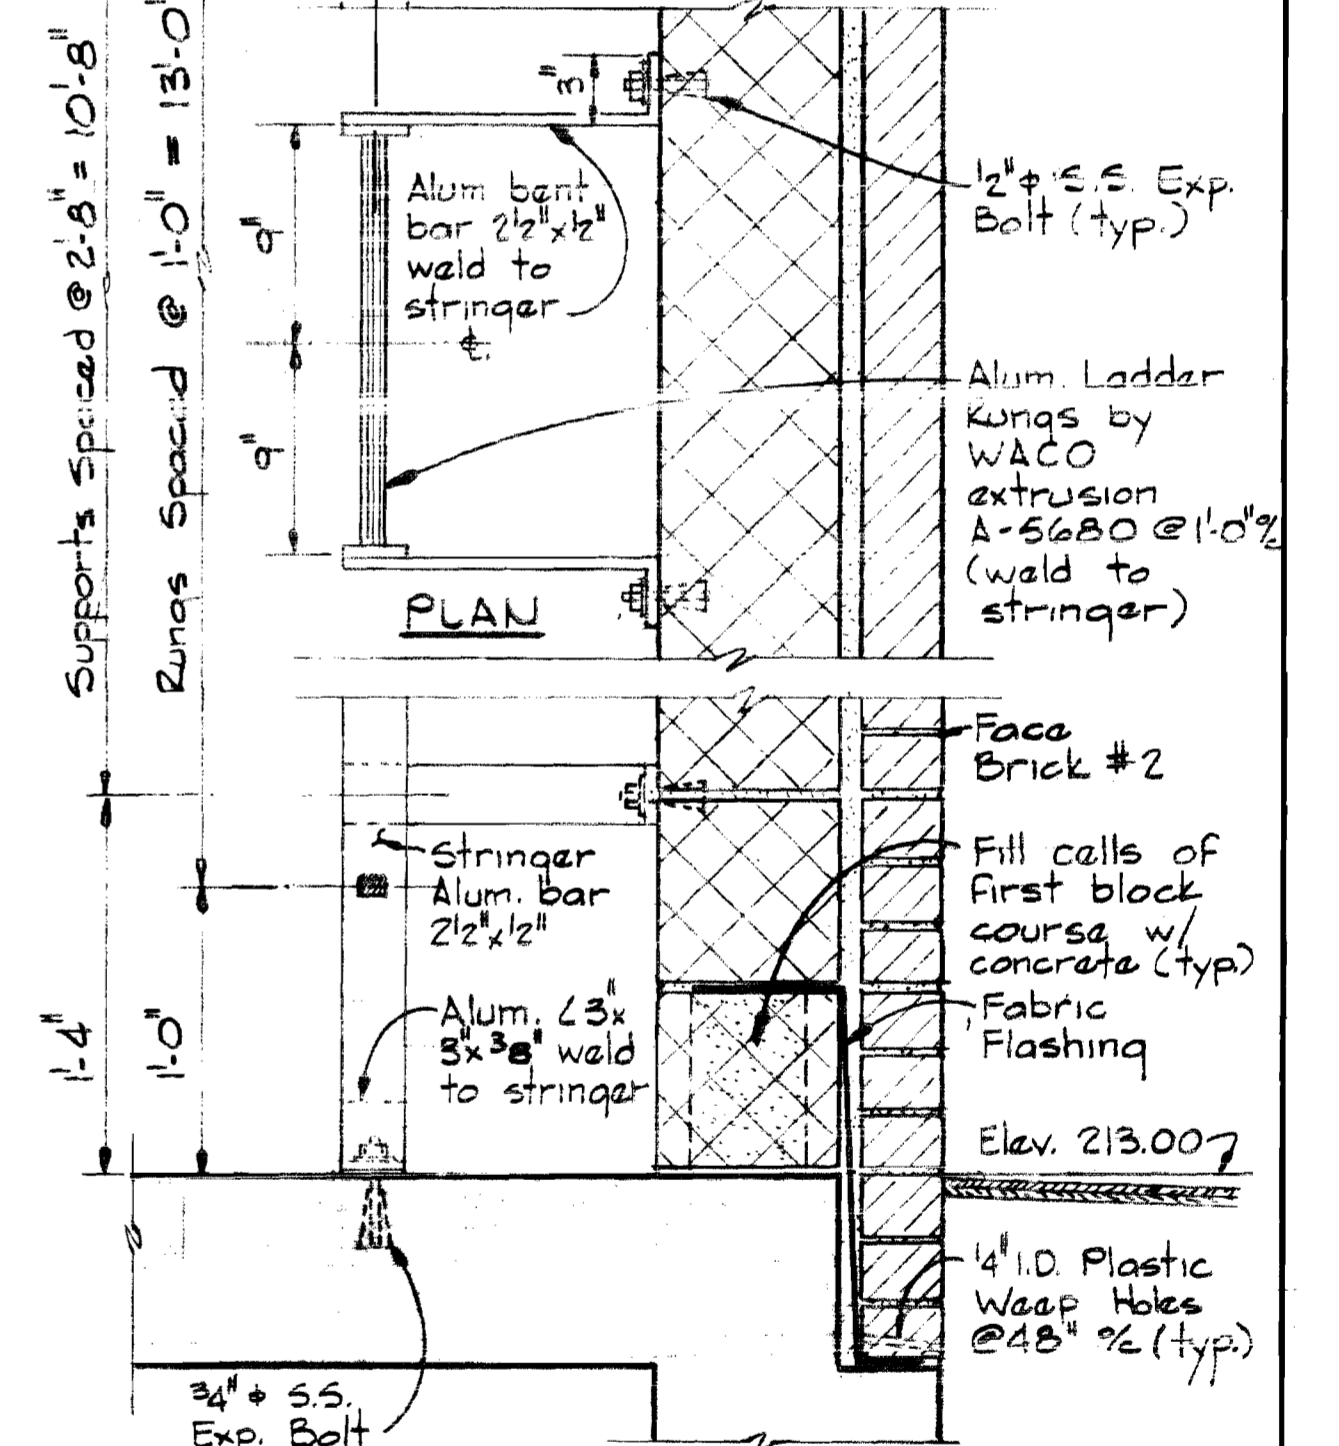 Supports Spaced @ 2'-8" = 10'-8"
Rungs Spaced @ 1'-0" = 13'-0"
3"
9"
9"
Alum bent
bar 2 1/2" x 1/2"
weld to
stringer
℄
1/2" ϕ S.S. Exp.
Bolt (typ.)
Alum. Ladder
Rungs by
WACO
extrusion
A-5680 @ 1'-0" o/c
(weld to
stringer)
PLAN
Face
Brick #2
Stringer
Alum. bar
2 1/2" x 1/2"
Fill cells of
first block
course w/
concrete (typ.)
1'-4"
1'-0"
Alum. ∠ 3" x
3" x 3/8" weld
to stringer
Fabric
Flashing
Elev. 213.00
1/4" I.D. Plastic
Weep Holes
@ 48" o/c (typ.)
3/4" ϕ S.S.
Exp. Bolt